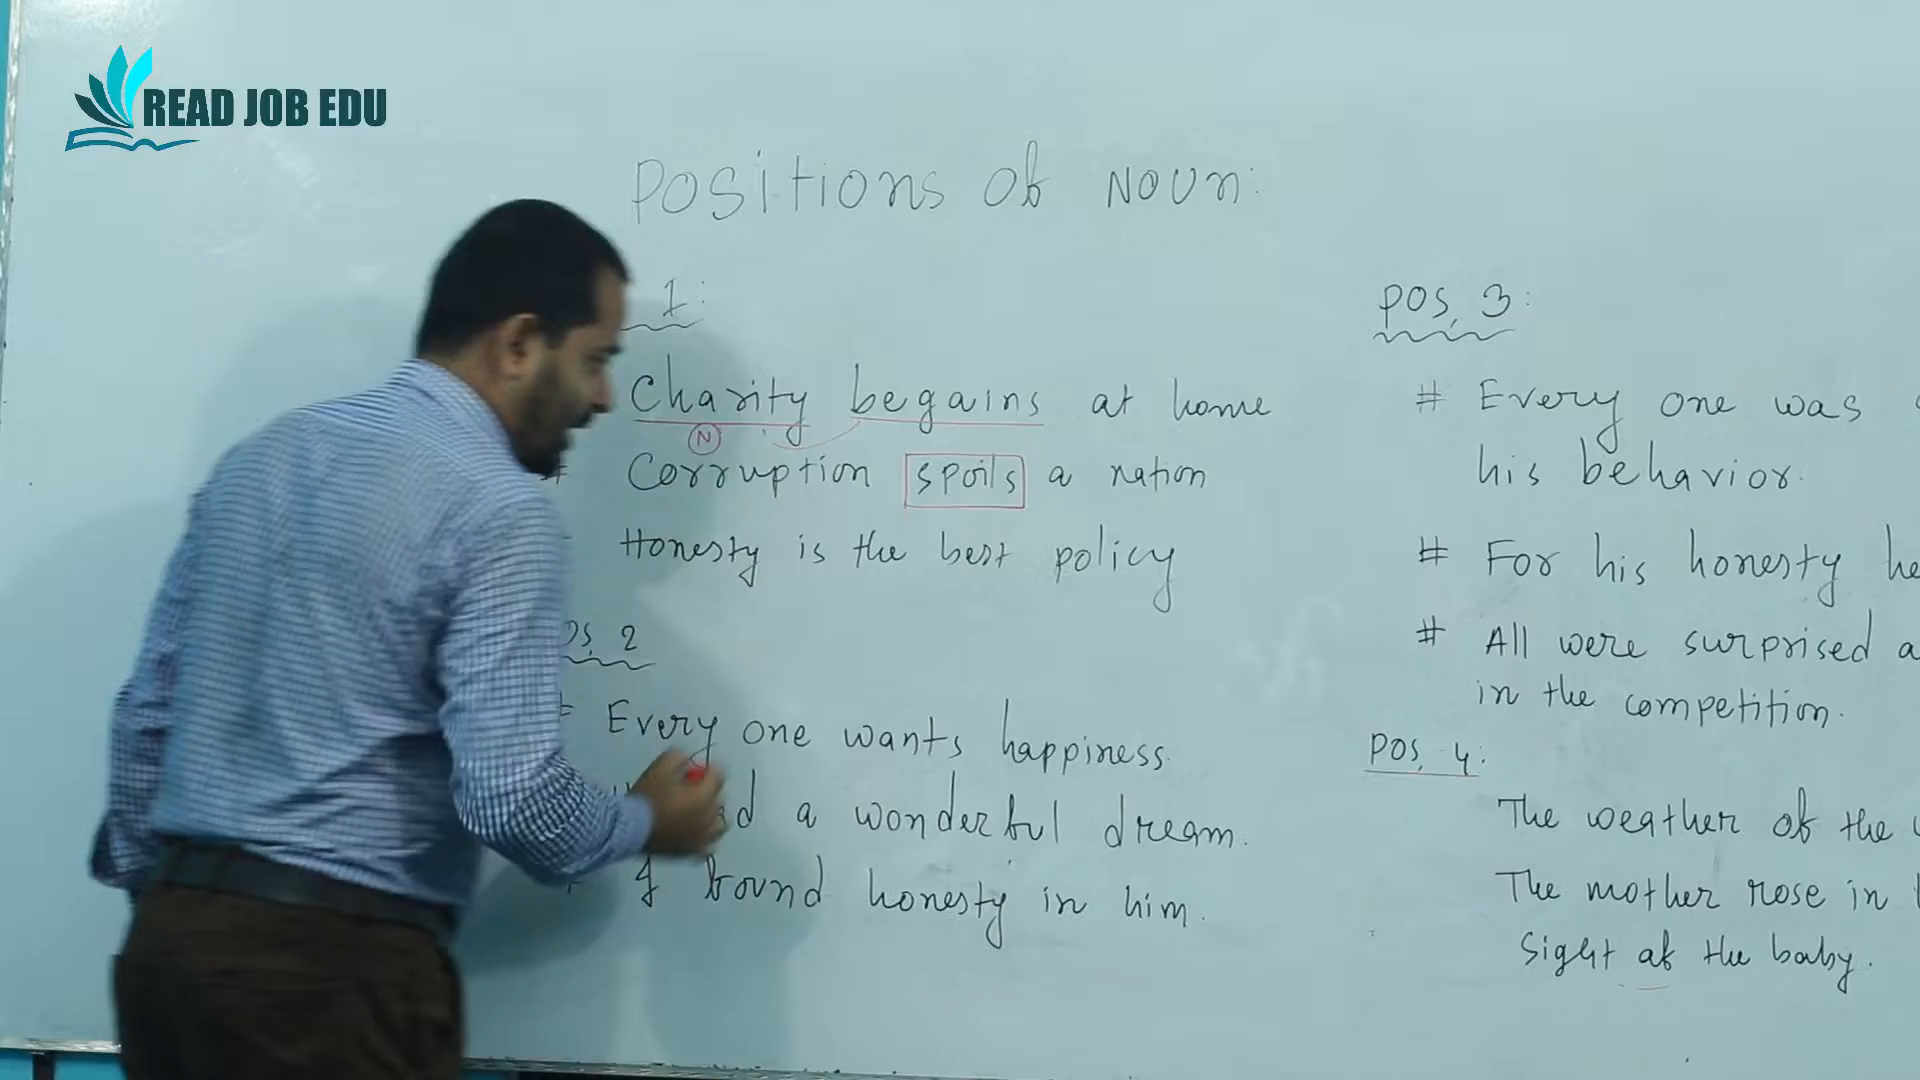 READ JOB EDU
Positions of Noun:
1:
Charity begains at home
N
Corruption spoils a nation
Honesty is the best policy
os, 2
# Every one wants happiness.
a wonderful dream.
I found honesty in him.
Pos, 3:
# Every one was
his behavior.
# For his honesty he
# All were surprised a
in the competition.
Pos, 4:
The weather of the
The mother rose in
sight of the baby.